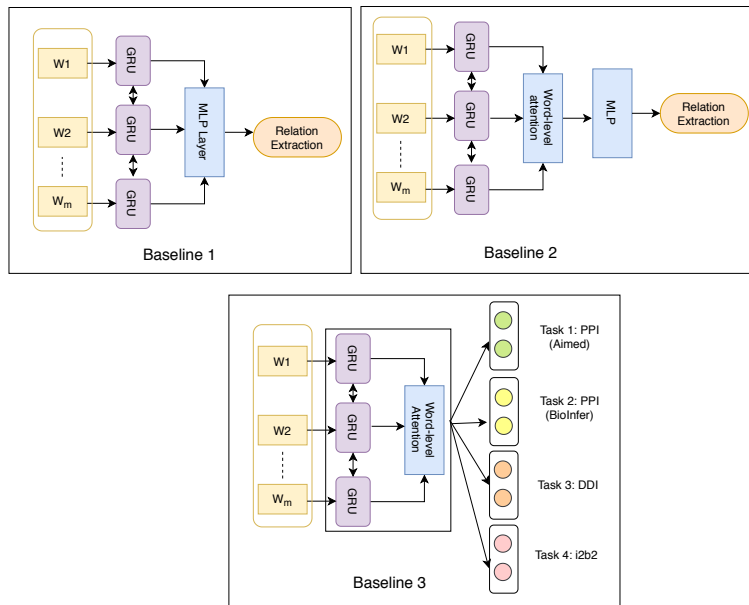 W1
W2
Wm
GRU
GRU
GRU
MLP Layer
Relation
Extraction
Baseline 1
W1
W2
Wm
GRU
GRU
GRU
Word-level
attention
MLP
Relation
Extraction
Baseline 2
W1
W2
Wm
GRU
GRU
GRU
Word-level
Attention
Task 1: PPI
(Aimed)
Task 2: PPI
(BioInfer)
Task 3: DDI
Task 4: i2b2
Baseline 3